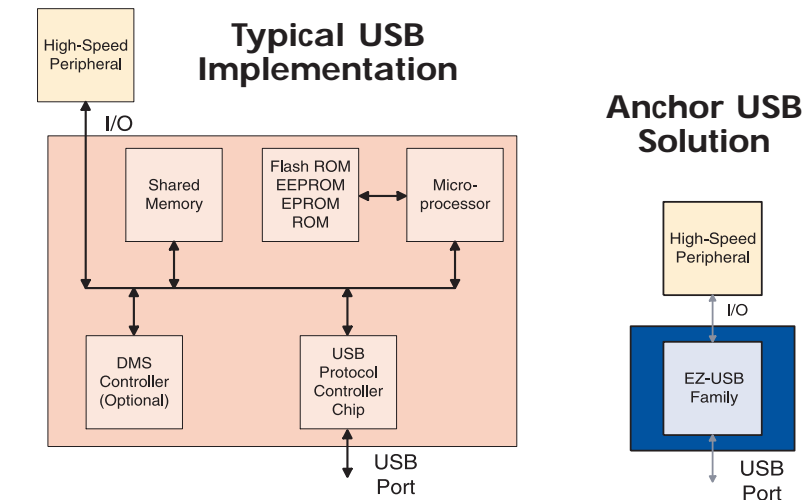 Typical USB
Implementation
High-Speed
Peripheral
I/O
Shared
Memory
Flash ROM
EEPROM
EPROM
ROM
Micro-
processor
DMS
Controller
(Optional)
USB
Protocol
Controller
Chip
USB
Port
Anchor USB
Solution
High-Speed
Peripheral
I/O
EZ-USB
Family
USB
Port